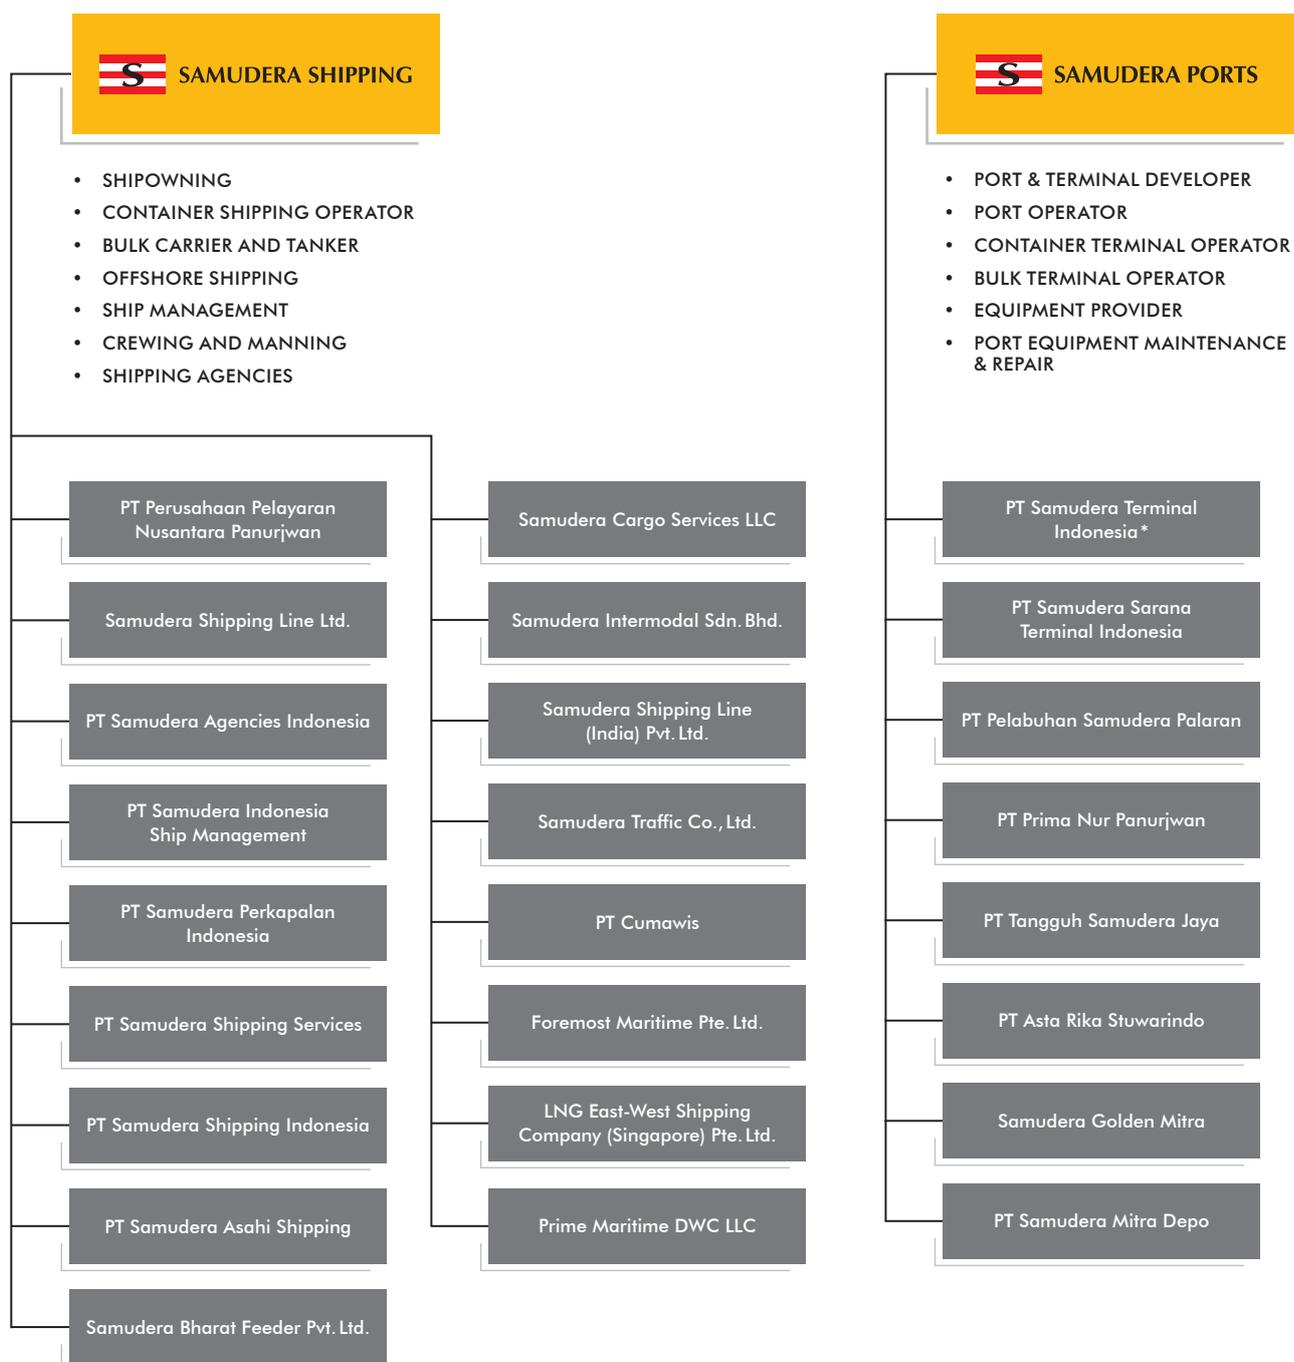 S SAMUDERA SHIPPING
• SHIPOWNING
• CONTAINER SHIPPING OPERATOR
• BULK CARRIER AND TANKER
• OFFSHORE SHIPPING
• SHIP MANAGEMENT
• CREWING AND MANNING
• SHIPPING AGENCIES
PT Perusahaan Pelayaran
Nusantara Panurjwan
Samudera Shipping Line Ltd.
PT Samudera Agencies Indonesia
PT Samudera Indonesia
Ship Management
PT Samudera Perkapalan
Indonesia
PT Samudera Shipping Services
PT Samudera Shipping Indonesia
PT Samudera Asahi Shipping
Samudera Bharat Feeder Pvt. Ltd.
Samudera Cargo Services LLC
Samudera Intermodal Sdn. Bhd.
Samudera Shipping Line
(India) Pvt. Ltd.
Samudera Traffic Co., Ltd.
PT Cumawis
Foremost Maritime Pte. Ltd.
LNG East-West Shipping
Company (Singapore) Pte. Ltd.
Prime Maritime DWC LLC
S SAMUDERA PORTS
• PORT & TERMINAL DEVELOPER
• PORT OPERATOR
• CONTAINER TERMINAL OPERATOR
• BULK TERMINAL OPERATOR
• EQUIPMENT PROVIDER
• PORT EQUIPMENT MAINTENANCE
& REPAIR
PT Samudera Terminal
Indonesia*
PT Samudera Sarana
Terminal Indonesia
PT Pelabuhan Samudera Palaran
PT Prima Nur Panurjwan
PT Tangguh Samudera Jaya
PT Asta Rika Stuwarindo
Samudera Golden Mitra
PT Samudera Mitra Depo